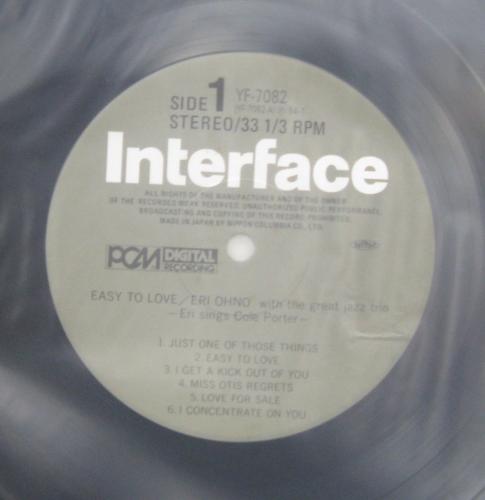 SIDE 1 YF-7082
STEREO/33 1/3 RPM
Interface
ALL RIGHTS OF THE MANUFACTURER AND OF THE OWNER
OF THE RECORDED WORK RESERVED. UNAUTHORIZED PUBLIC PERFORMANCE,
BROADCASTING AND COPYING OF THIS RECORD PROHIBITED.
MADE IN JAPAN BY NIPPON COLUMBIA CO., LTD.
PCM DIGITAL
RECORDING
EASY TO LOVE/ERI OHNO with the great jazz trio
–Eri sings Cole Porter–
1. JUST ONE OF THOSE THINGS
2. EASY TO LOVE
3. I GET A KICK OUT OF YOU
4. MISS OTIS REGRETS
5. LOVE FOR SALE
6. I CONCENTRATE ON YOU